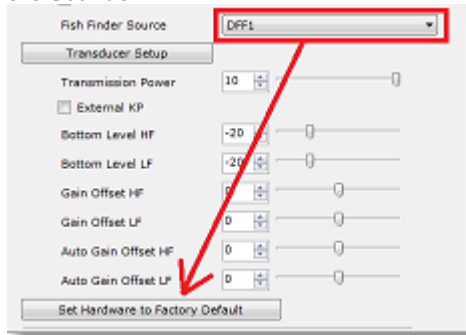 Fish Finder Source DFF1
Transducer Setup
Transmission Power 10
External KP
Bottom Level HF -20
Bottom Level LF -20
Gain Offset HF 0
Gain Offset LF 0
Auto Gain Offset HF 0
Auto Gain Offset LF 0
Set Hardware to Factory Default